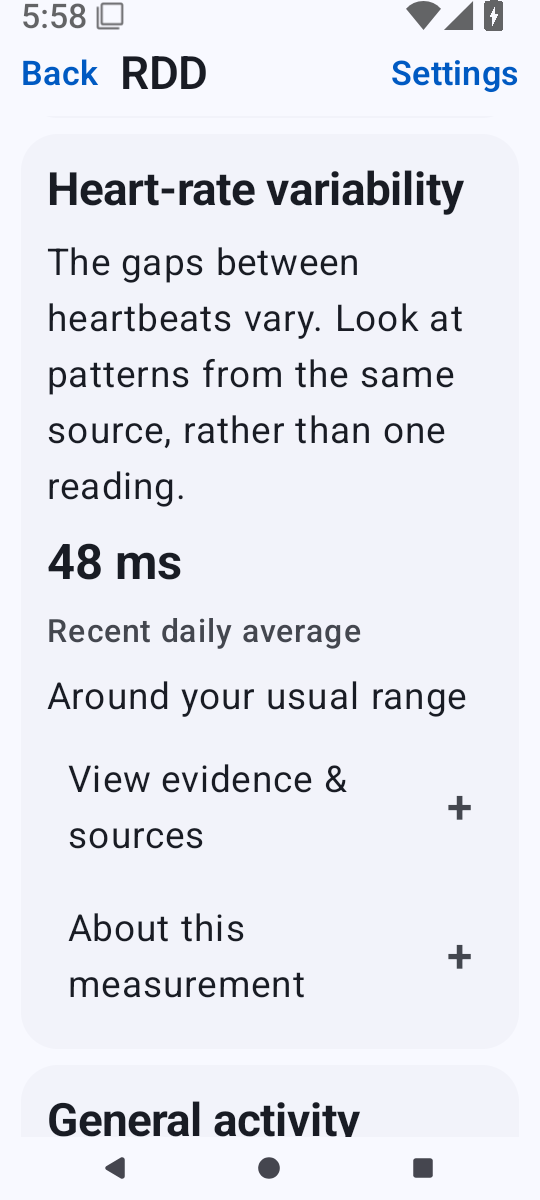 5:58
Back RDD Settings
Heart-rate variability
The gaps between
heartbeats vary. Look at
patterns from the same
source, rather than one
reading.
48 ms
Recent daily average
Around your usual range
View evidence &
sources
+
About this
measurement
+
General activity